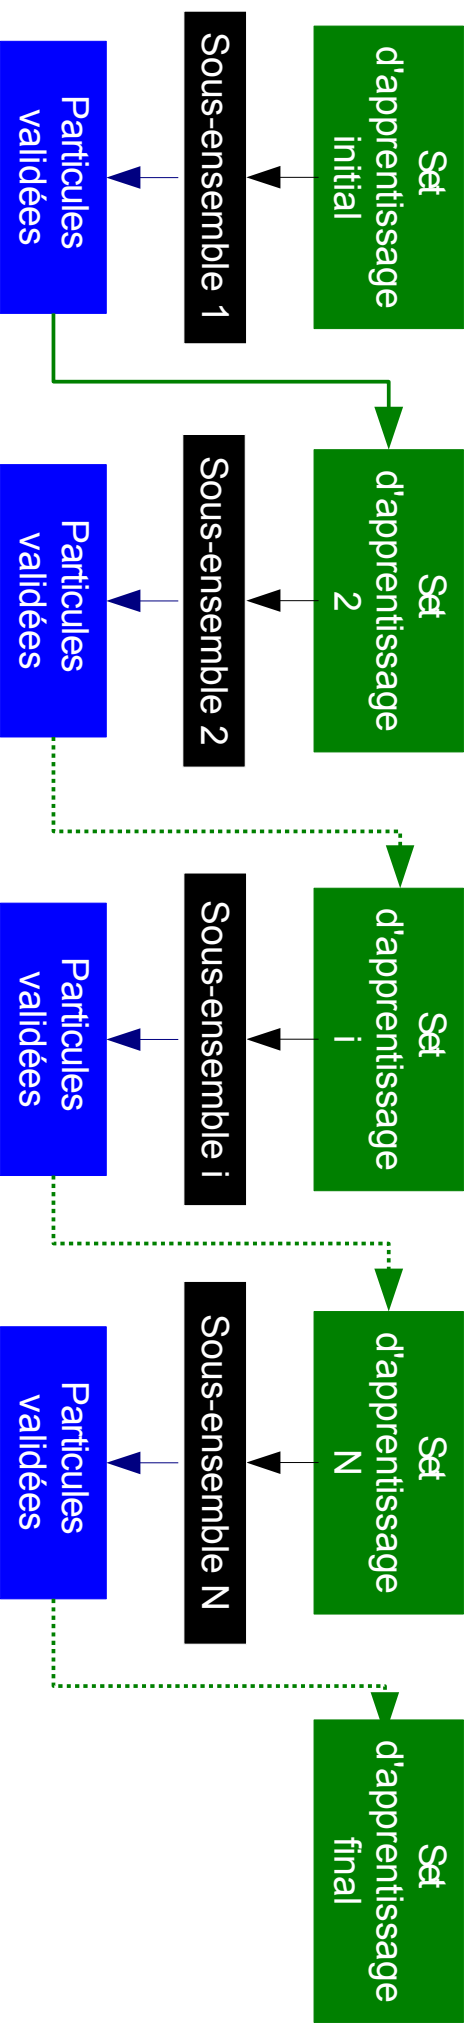 Set
d'apprentissage
initial
Sous-ensemble 1
Particules
validées
Set
d'apprentissage
2
Sous-ensemble 2
Particules
validées
Set
d'apprentissage
i
Sous-ensemble i
Particules
validées
Set
d'apprentissage
N
Sous-ensemble N
Particules
validées
Set
d'apprentissage
final